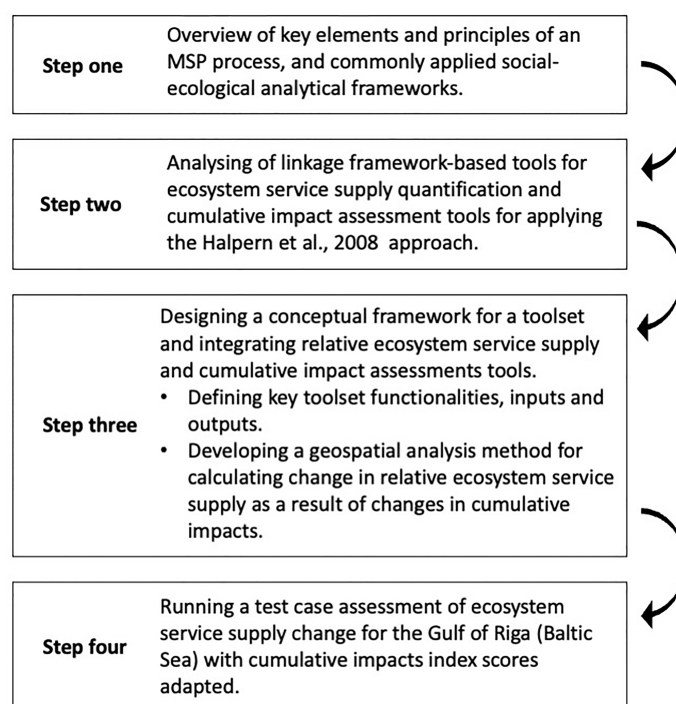 Step one
Overview of key elements and principles of an
MSP process, and commonly applied social-
ecological analytical frameworks.
Step two
Analysing of linkage framework-based tools for
ecosystem service supply quantification and
cumulative impact assessment tools for applying
the Halpern et al., 2008 approach.
Step three
Designing a conceptual framework for a toolset
and integrating relative ecosystem service supply
and cumulative impact assessments tools.
• Defining key toolset functionalities, inputs and
outputs.
• Developing a geospatial analysis method for
calculating change in relative ecosystem service
supply as a result of changes in cumulative
impacts.
Step four
Running a test case assessment of ecosystem
service supply change for the Gulf of Riga (Baltic
Sea) with cumulative impacts index scores
adapted.